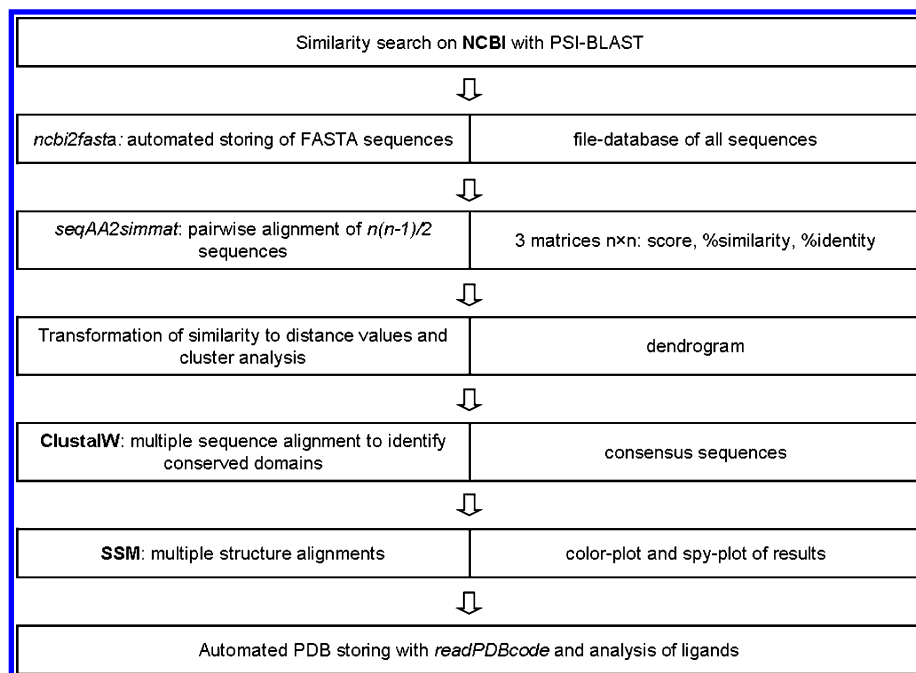 Similarity search on NCBI with PSI-BLAST
ncbi2fasta: automated storing of FASTA sequences
file-database of all sequences
seqAA2simmat: pairwise alignment of n(n-1)/2
sequences
3 matrices n×n: score, %similarity, %identity
Transformation of similarity to distance values and
cluster analysis
dendrogram
ClustalW: multiple sequence alignment to identify
conserved domains
consensus sequences
SSM: multiple structure alignments
color-plot and spy-plot of results
Automated PDB storing with readPDBcode and analysis of ligands